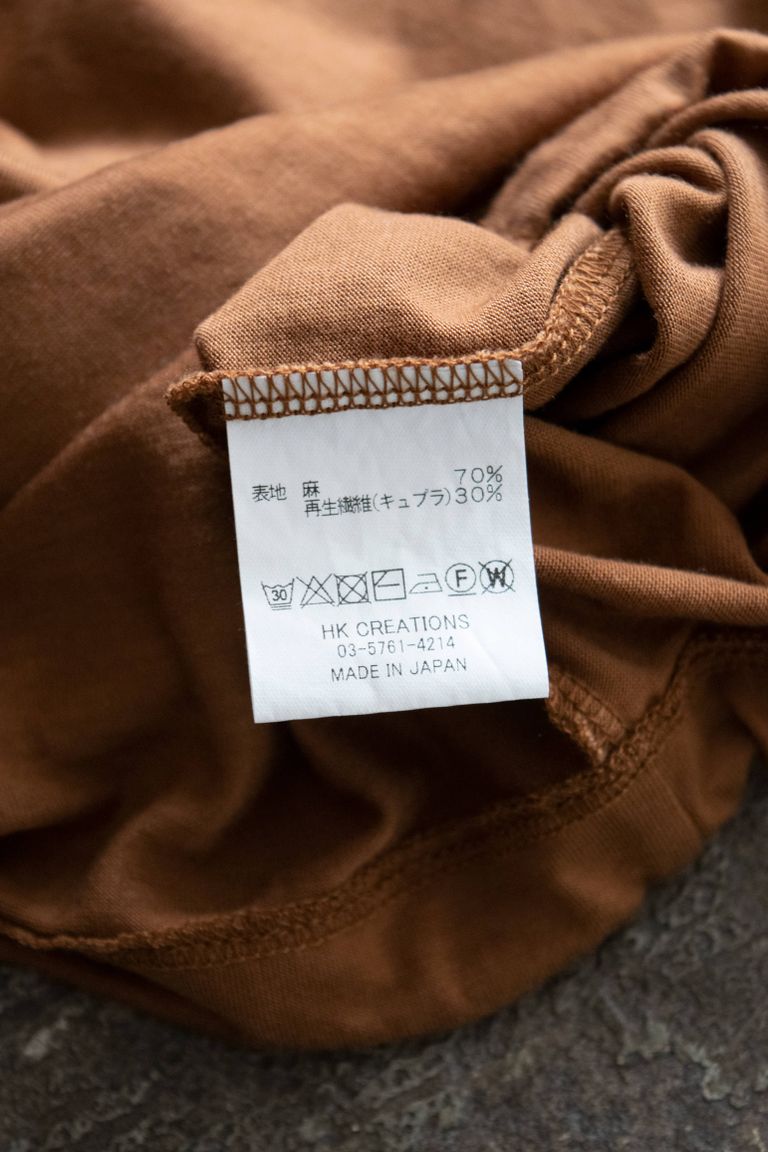 表地 麻 70%
再生繊維(キュプラ)30%
30 F W
HK CREATIONS
03-5761-4214
MADE IN JAPAN